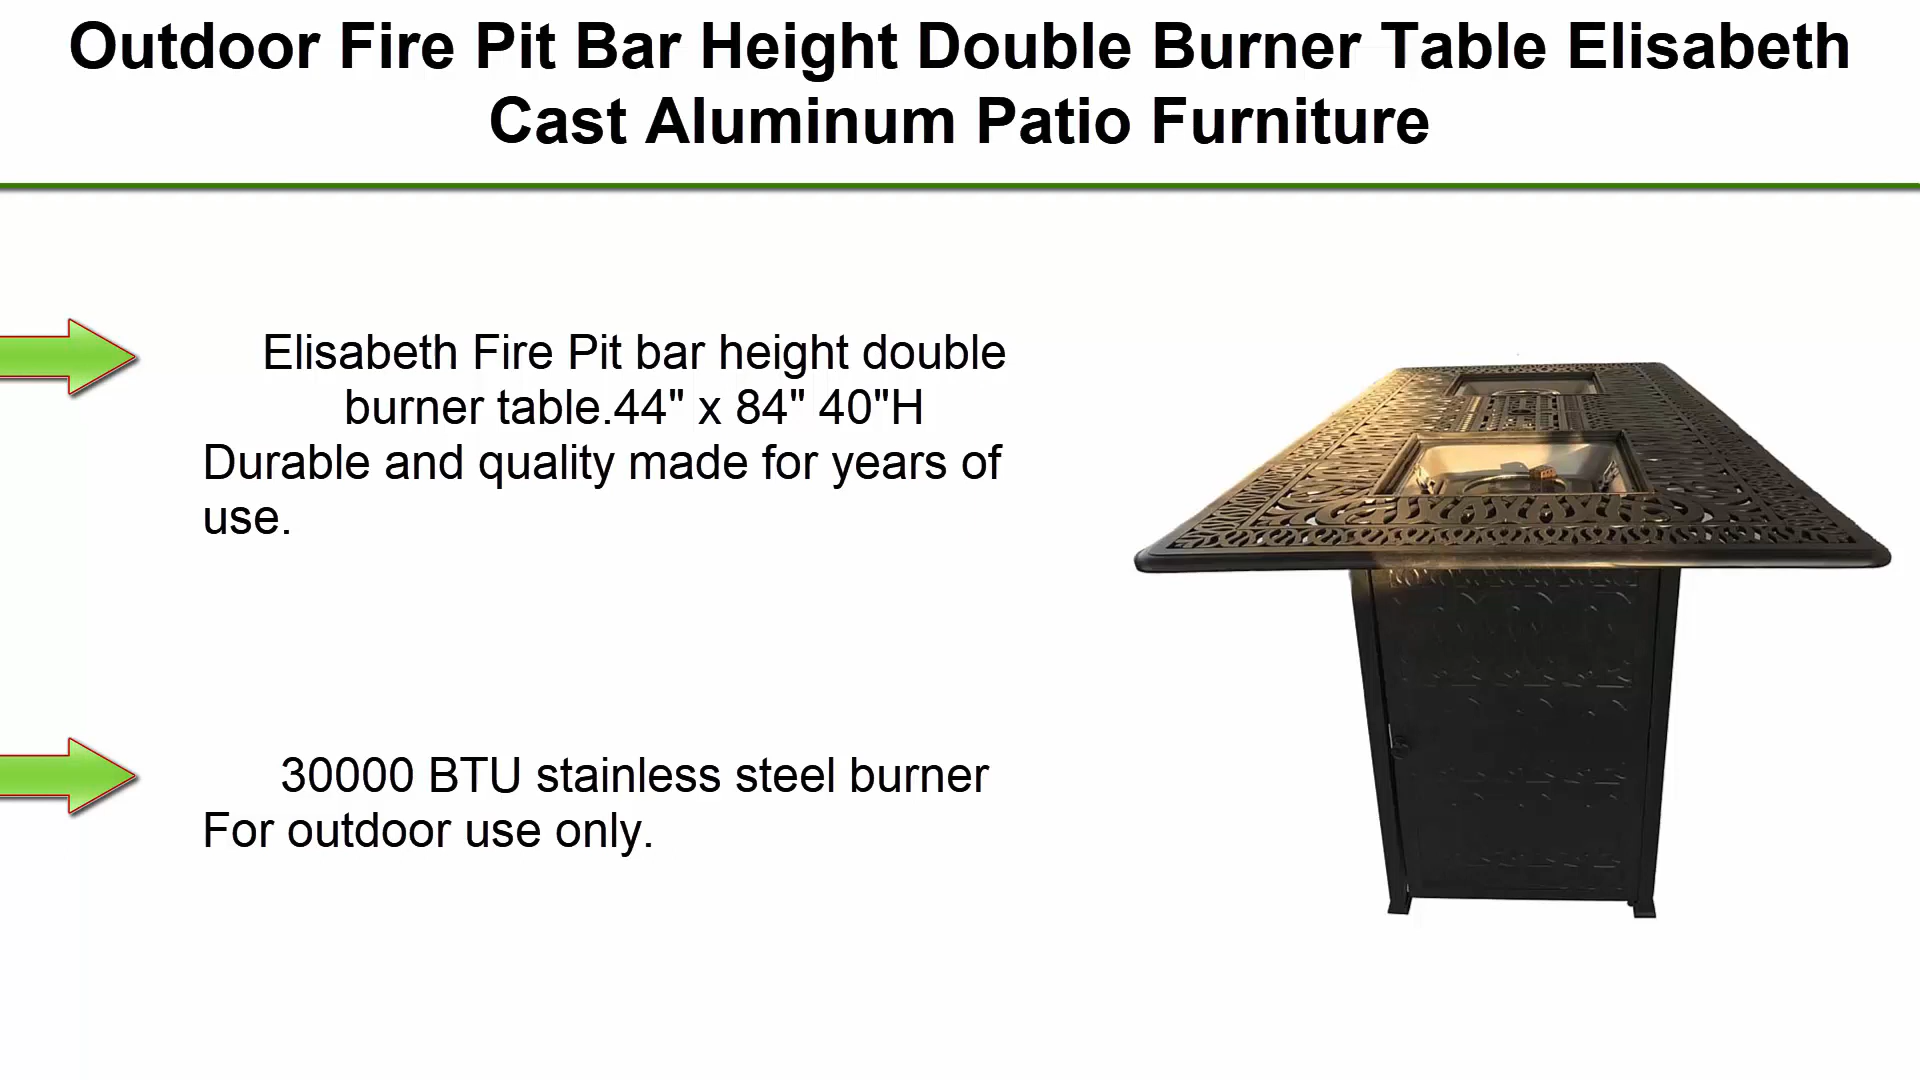 Outdoor Fire Pit Bar Height Double Burner Table Elisabeth
Cast Aluminum Patio Furniture
Elisabeth Fire Pit bar height double
burner table.44" x 84" 40"H
Durable and quality made for years of
use.
30000 BTU stainless steel burner
For outdoor use only.